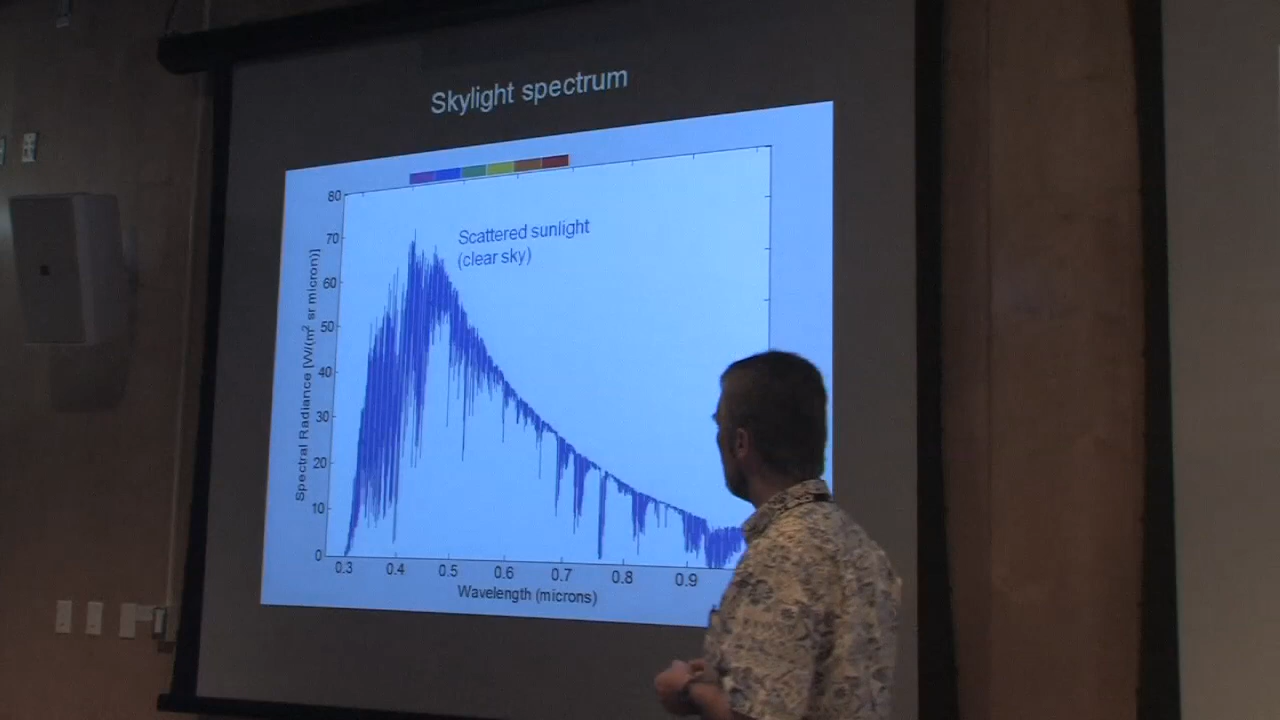 Skylight spectrum
Scattered sunlight
(clear sky)
80
70
60
50
40
30
20
10
0
Spectral Radiance [W/(m² sr micron)]
0.3 0.4 0.5 0.6 0.7 0.8 0.9
Wavelength (microns)